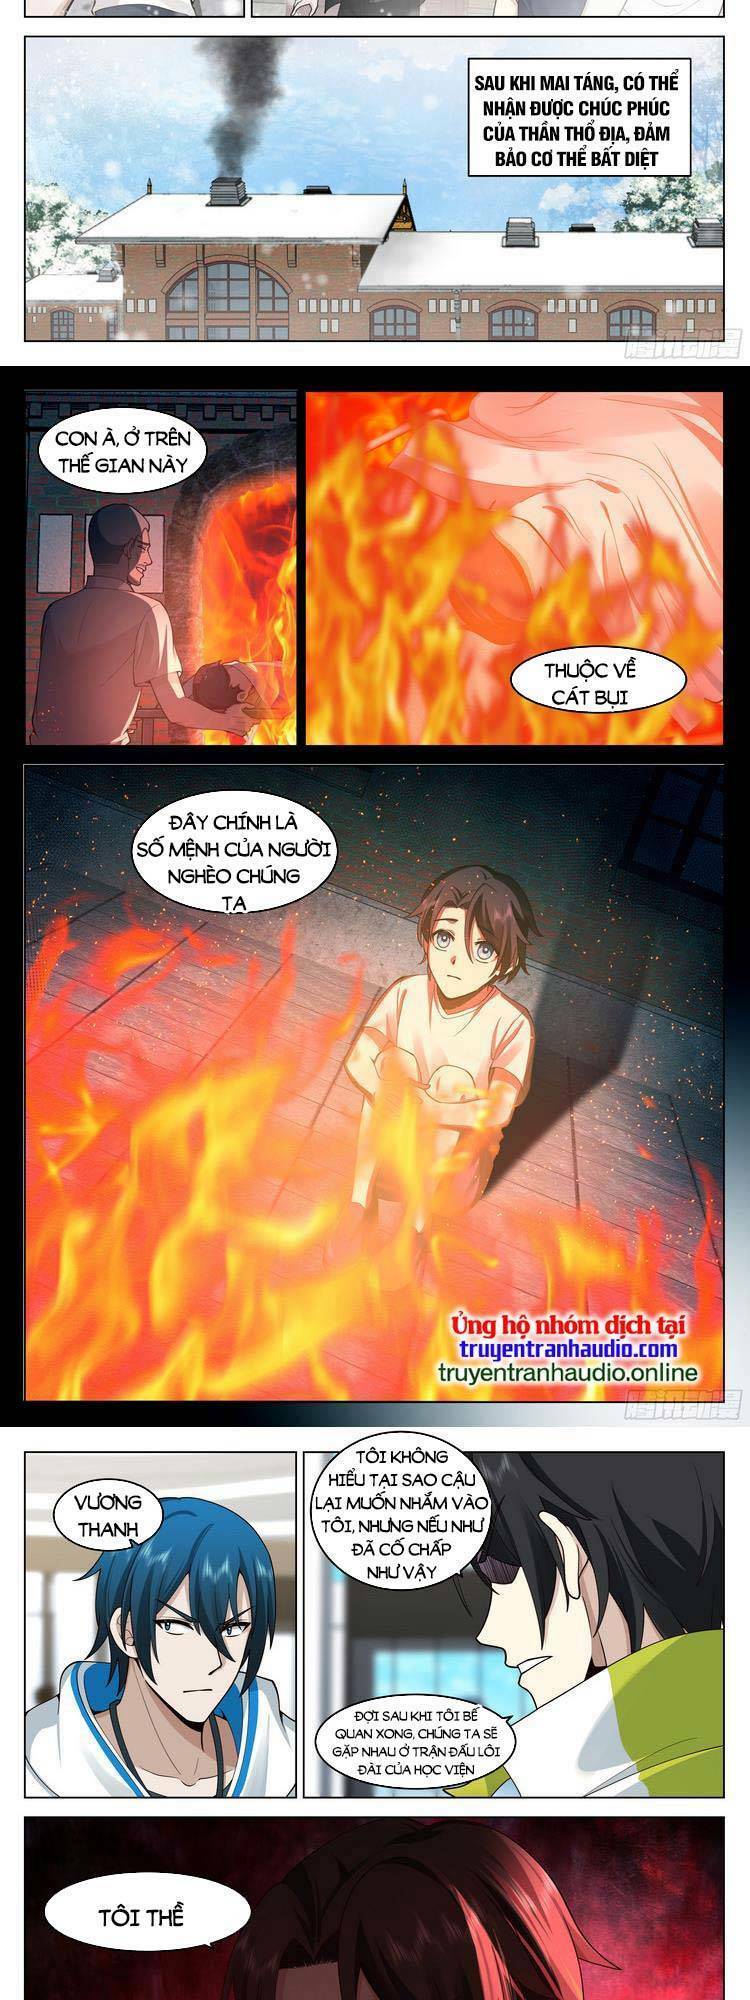 SAU KHI MAI TÁNG, CÓ THỂ
NHẬN ĐƯỢC CHÚC PHÚC
CỦA THẦN THỔ ĐỊA, ĐẢM
BẢO CƠ THỂ BẤT DIỆT
CON À, Ở TRÊN
THẾ GIAN NÀY
THUỘC VỀ
CÁT BỤI
ĐÂY CHÍNH LÀ
SỐ MỆNH CỦA NGƯỜI
NGHÈO CHÚNG
TA
Ủng hộ nhóm dịch tại
truyentranhaudio.com
truyentranhaudio.online
VƯƠNG
THANH
TÔI KHÔNG
HIỂU TẠI SAO CẬU
LẠI MUỐN NHẮM VÀO
TÔI, NHƯNG NẾU NHƯ
ĐÃ CỐ CHẤP
NHƯ VẬY
ĐỢI SAU KHI TÔI BẾ
QUAN XONG, CHÚNG TA SẼ
GẶP NHAU Ở TRẬN ĐẤU LÔI
ĐÀI CỦA HỌC VIỆN
TÔI THỀ